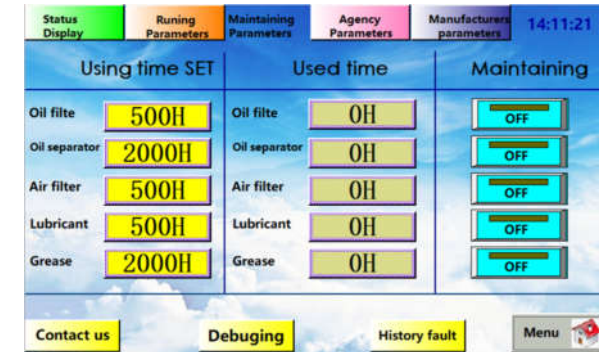 Status Display
Runing Parameters
Maintaining Parameters
Agency Parameters
Manufacturers parameters
14:11:21
Using time SET
Used time
Maintaining
Oil filte 500H
Oil filte 0H
OFF
Oil separator 2000H
Oil separator 0H
OFF
Air filter 500H
Air filter 0H
OFF
Lubricant 500H
Lubricant 0H
OFF
Grease 2000H
Grease 0H
OFF
Contact us
Debuging
History fault
Menu